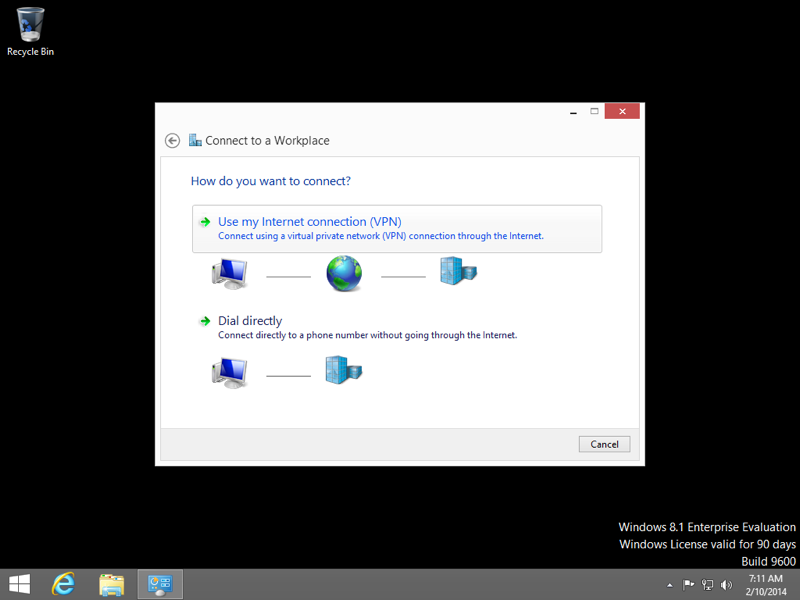 Recycle Bin
Connect to a Workplace
How do you want to connect?
Use my Internet connection (VPN)
Connect using a virtual private network (VPN) connection through the Internet.
Dial directly
Connect directly to a phone number without going through the Internet.
Cancel
Windows 8.1 Enterprise Evaluation
Windows License valid for 90 days
Build 9600
7:11 AM
2/10/2014